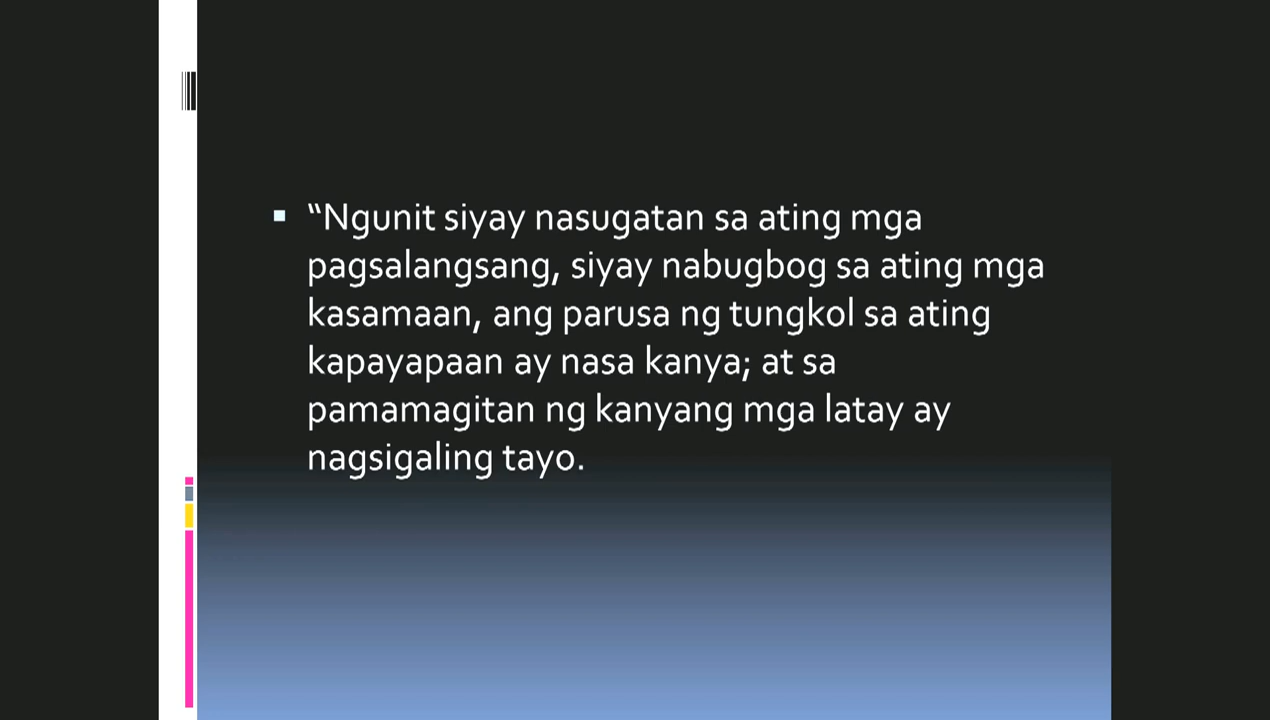 “Ngunit siyay nasugatan sa ating mga
pagsalangsang, siyay nabugbog sa ating mga
kasamaan, ang parusa ng tungkol sa ating
kapayapaan ay nasa kanya; at sa
pamamagitan ng kanyang mga latay ay
nagsigaling tayo.